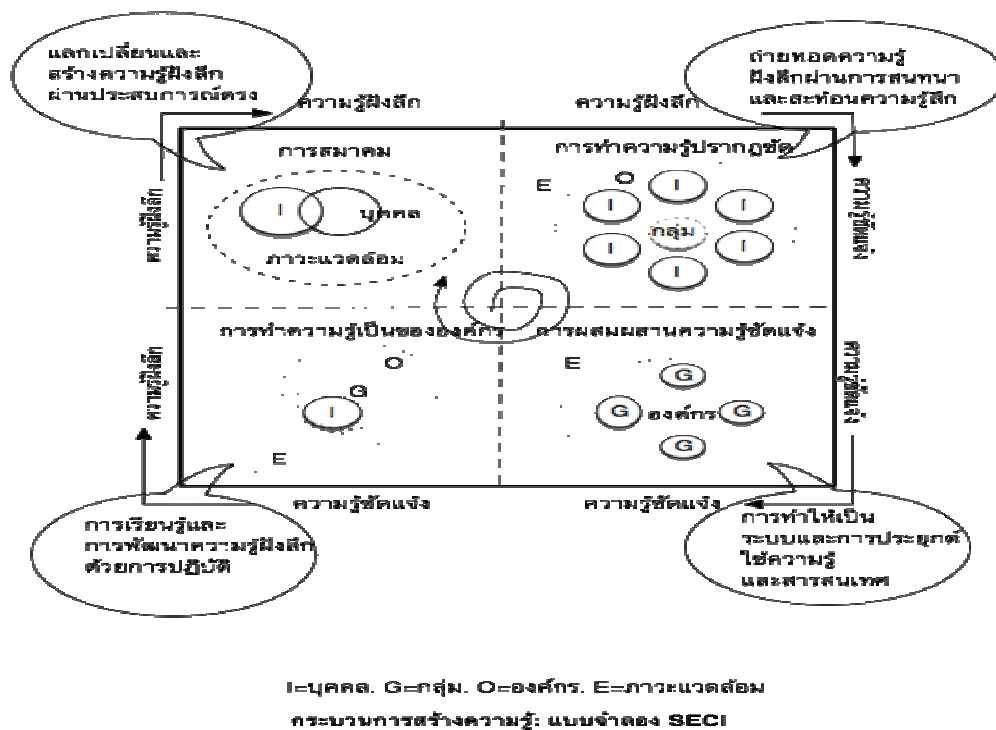 แลกเปลี่ยนและ
สร้างความรู้ฝังลึก
ผ่านประสบการณ์ตรง
ถ่ายทอดความรู้
ฝังลึกผ่านการสนทนา
และสะท้อนความรู้สึก
ความรู้ฝังลึก
ความรู้ฝังลึก
การสมาคม
การทำความรู้ปรากฏชัด
ความรู้ฝังลึก
ความรู้ชัดแจ้ง
I
บุคคล
ภาวะแวดล้อม
E
O
I
I
I
กลุ่ม
I
I
I
การทำความรู้เป็นขององค์กร
การผสมผสานความรู้ชัดแจ้ง
ความรู้ฝังลึก
ความรู้ชัดแจ้ง
O
G
I
E
E
G
G
องค์กร
G
G
ความรู้ชัดแจ้ง
ความรู้ชัดแจ้ง
การเรียนรู้และ
การพัฒนาความรู้ฝังลึก
ด้วยการปฏิบัติ
การทำให้เป็น
ระบบและการประยุกต์
ใช้ความรู้
และสารสนเทศ
I=บุคคล. G=กลุ่ม. O=องค์กร. E=ภาวะแวดล้อม
กระบวนการสร้างความรู้: แบบจำลอง SECI